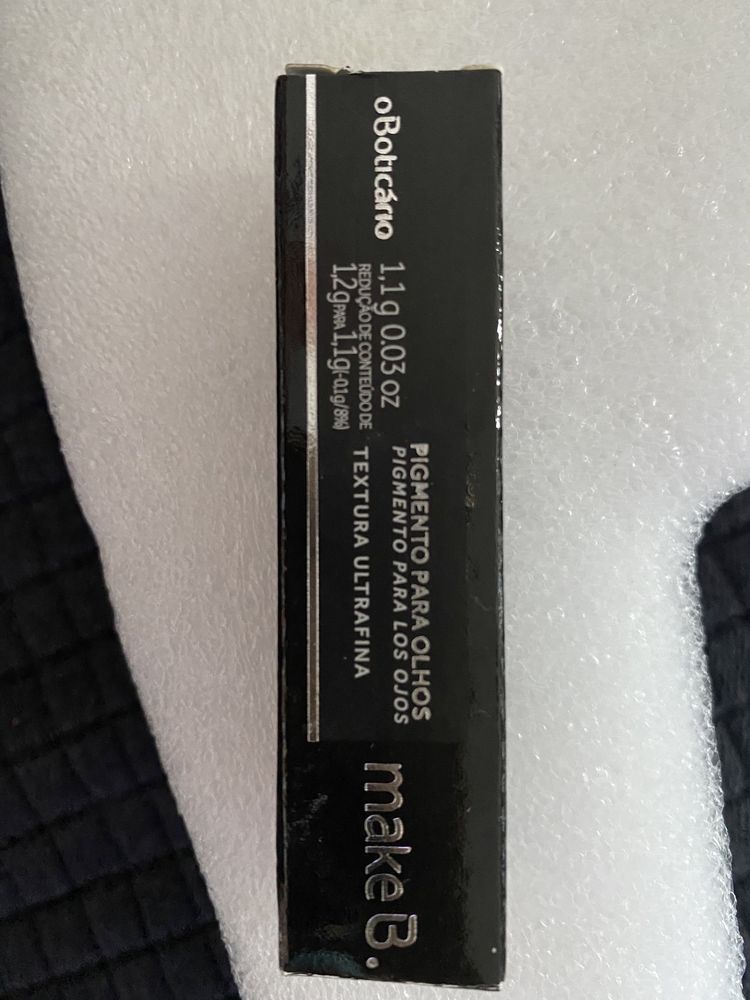 make B.
PIGMENTO PARA OLHOS
PIGMENTO PARA LOS OJOS
TEXTURA ULTRAFINA
1,1 g 0.03 oz
REDUÇÃO DE CONTEÚDO DE
1,2g PARA 1,1g(-0.1g/8%)
oBoticário